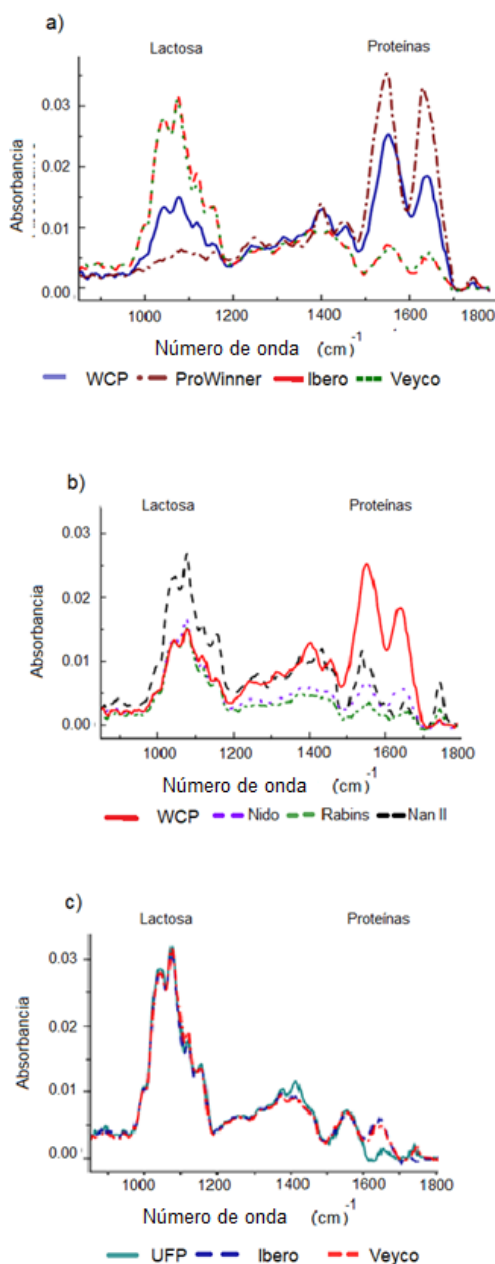 a)
Lactosa Proteínas
0.03
0.02
0.01
0.00
Absorbancia
1000 1200 1400 1600 1800
Número de onda (cm)-1
WCP ProWinner Ibero Veyco
b)
Lactosa Proteínas
0.03
0.02
0.01
0.00
Absorbancia
1000 1200 1400 1600 1800
Número de onda (cm)-1
WCP Nido Rabins Nan II
c)
Lactosa Proteínas
0.03
0.02
0.01
0.00
Absorbancia
1000 1200 1400 1600 1800
Número de onda (cm)-1
UFP Ibero Veyco